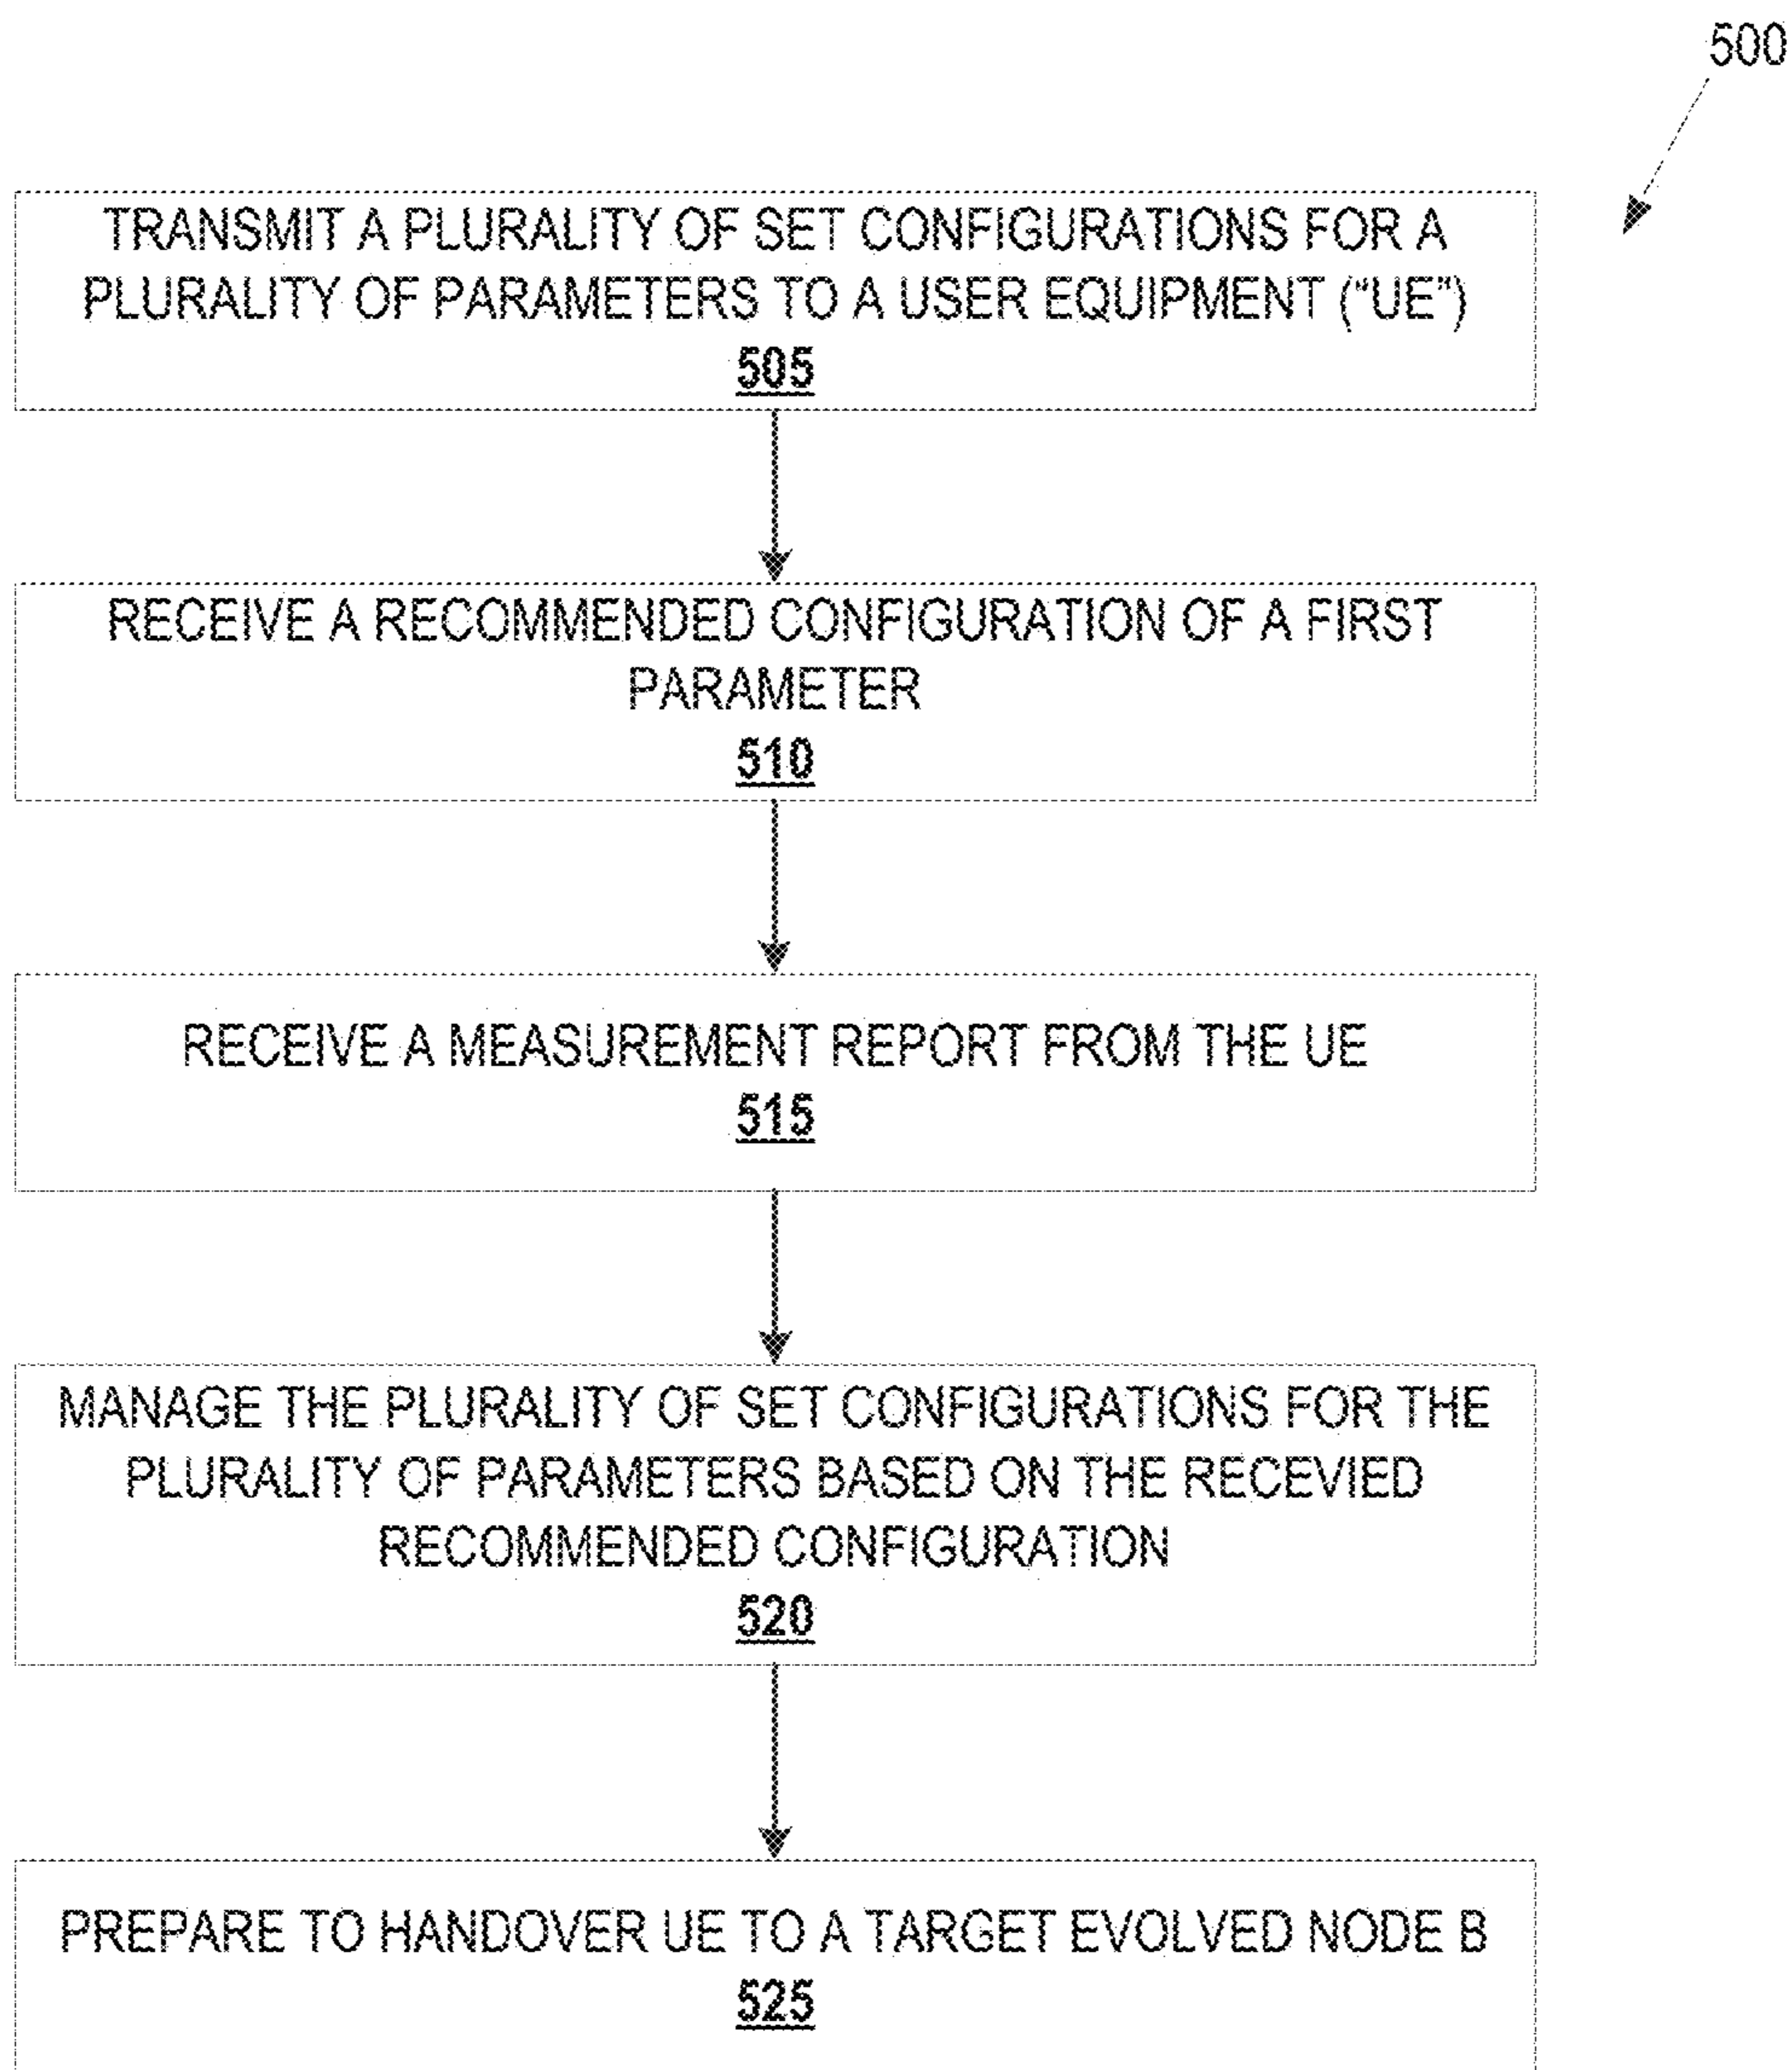 500
TRANSMIT A PLURALITY OF SET CONFIGURATIONS FOR A
PLURALITY OF PARAMETERS TO A USER EQUIPMENT ("UE")
505
RECEIVE A RECOMMENDED CONFIGURATION OF A FIRST
PARAMETER
510
RECEIVE A MEASUREMENT REPORT FROM THE UE
515
MANAGE THE PLURALITY OF SET CONFIGURATIONS FOR THE
PLURALITY OF PARAMETERS BASED ON THE RECEVIED
RECOMMENDED CONFIGURATION
520
PREPARE TO HANDOVER UE TO A TARGET EVOLVED NODE B
525